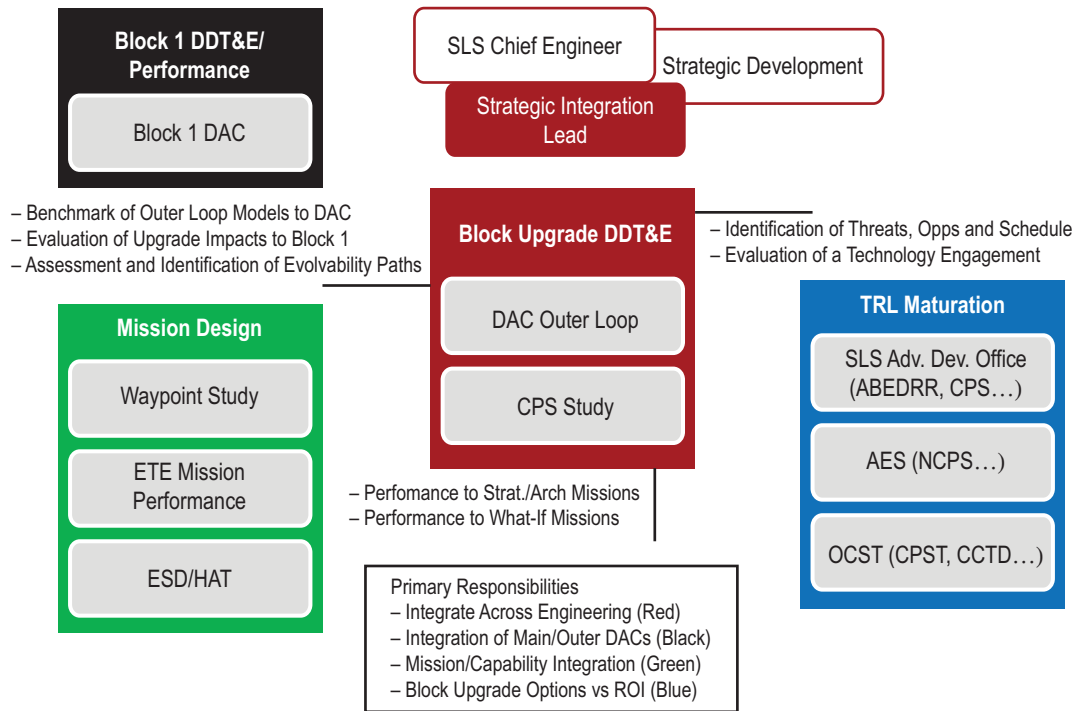 Block 1 DDT&E/
Performance
Block 1 DAC
SLS Chief Engineer
Strategic Development
Strategic Integration
Lead
– Benchmark of Outer Loop Models to DAC
– Evaluation of Upgrade Impacts to Block 1
– Assessment and Identification of Evolvability Paths
Block Upgrade DDT&E
DAC Outer Loop
CPS Study
– Identification of Threats, Opps and Schedule
– Evaluation of a Technology Engagement
Mission Design
Waypoint Study
ETE Mission
Performance
ESD/HAT
TRL Maturation
SLS Adv. Dev. Office
(ABEDRR, CPS…)
AES (NCPS…)
OCST (CPST, CCTD…)
– Perfomance to Strat./Arch Missions
– Performance to What-If Missions
Primary Responsibilities
– Integrate Across Engineering (Red)
– Integration of Main/Outer DACs (Black)
– Mission/Capability Integration (Green)
– Block Upgrade Options vs ROI (Blue)